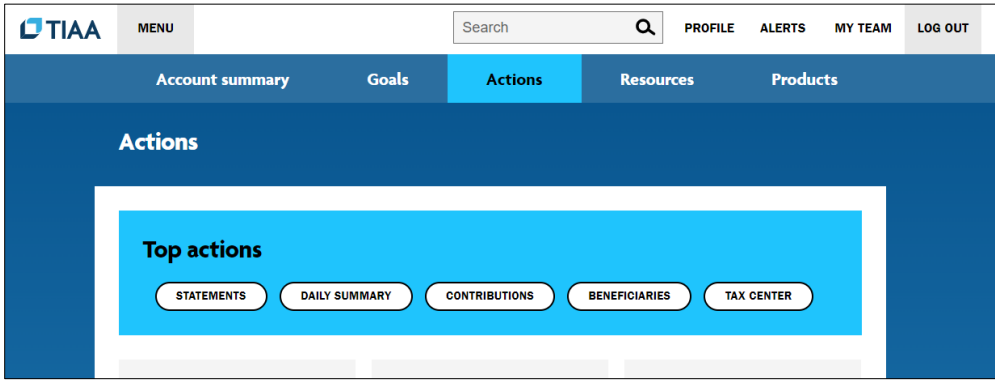 TIAA MENU Search PROFILE ALERTS MY TEAM LOG OUT
Account summary Goals Actions Resources Products
Actions
Top actions
STATEMENTS DAILY SUMMARY CONTRIBUTIONS BENEFICIARIES TAX CENTER